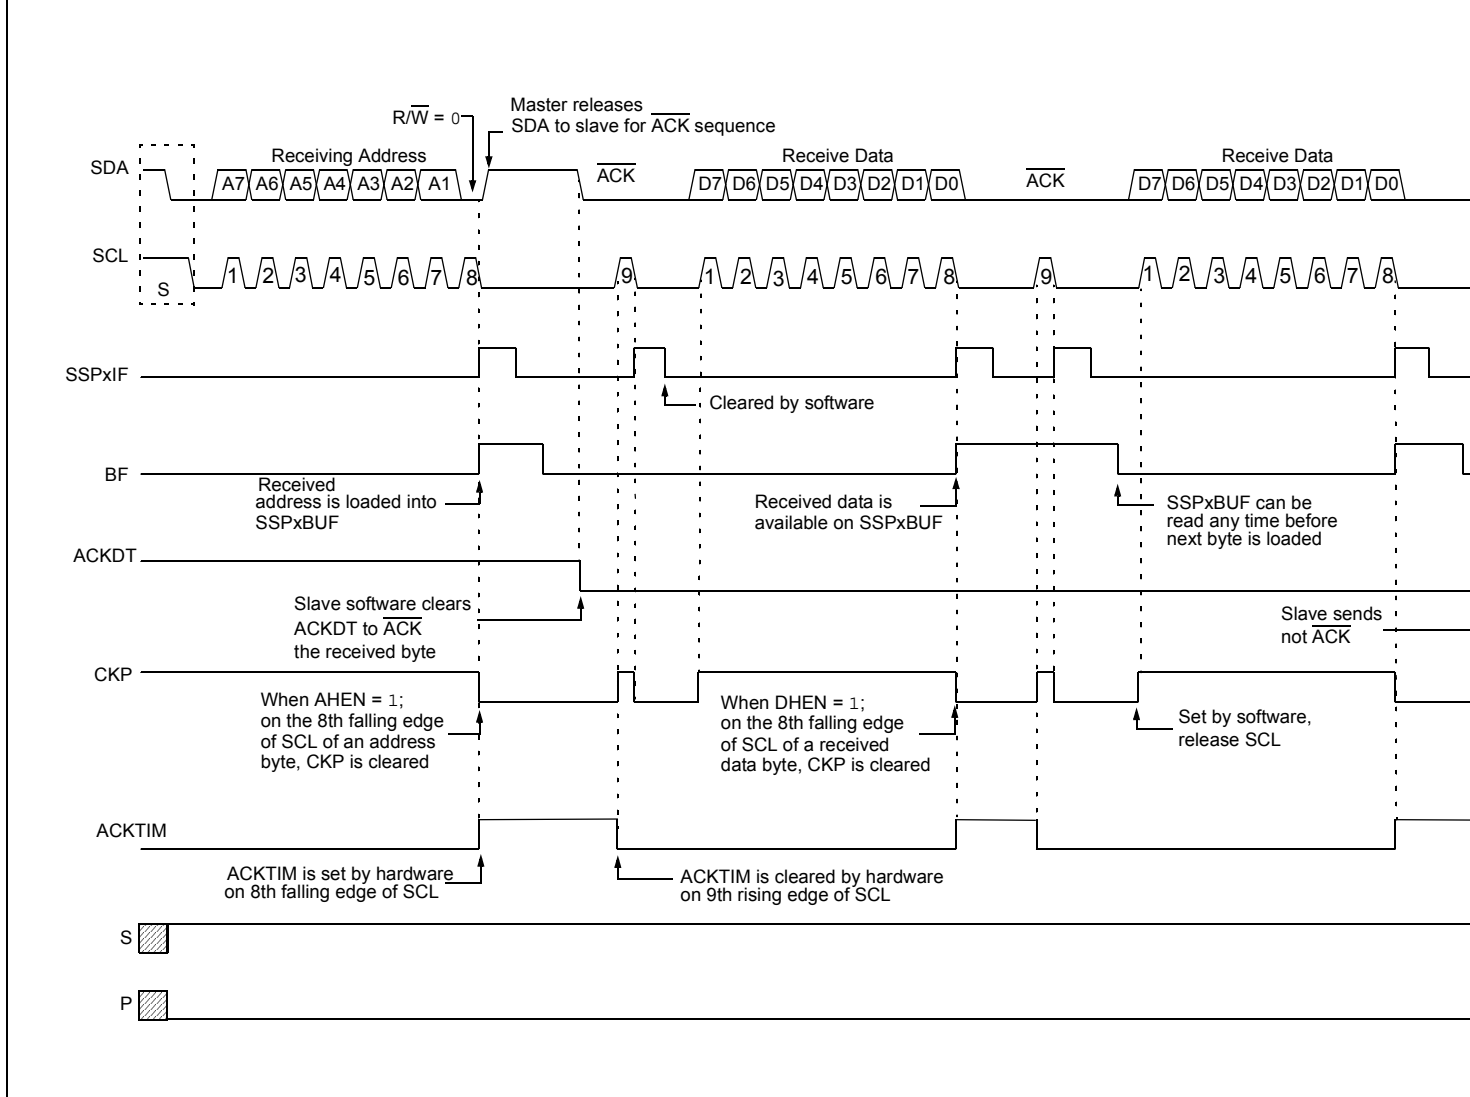 R/W = 0
Master releases
SDA to slave for ACK sequence
SDA
Receiving Address
ACK
Receive Data
ACK
Receive Data
A7 A6 A5 A4 A3 A2 A1
D7 D6 D5 D4 D3 D2 D1 D0
D7 D6 D5 D4 D3 D2 D1 D0
SCL
S
1 2 3 4 5 6 7 8 9 1 2 3 4 5 6 7 8 9 1 2 3 4 5 6 7 8
SSPxIF
Cleared by software
BF
Received
address is loaded into
SSPxBUF
Received data is
available on SSPxBUF
SSPxBUF can be
read any time before
next byte is loaded
ACKDT
Slave software clears
ACKDT to ACK
the received byte
Slave sends
not ACK
CKP
When AHEN = 1;
on the 8th falling edge
of SCL of an address
byte, CKP is cleared
When DHEN = 1;
on the 8th falling edge
of SCL of a received
data byte, CKP is cleared
Set by software,
release SCL
ACKTIM
ACKTIM is set by hardware
on 8th falling edge of SCL
ACKTIM is cleared by hardware
on 9th rising edge of SCL
S
P